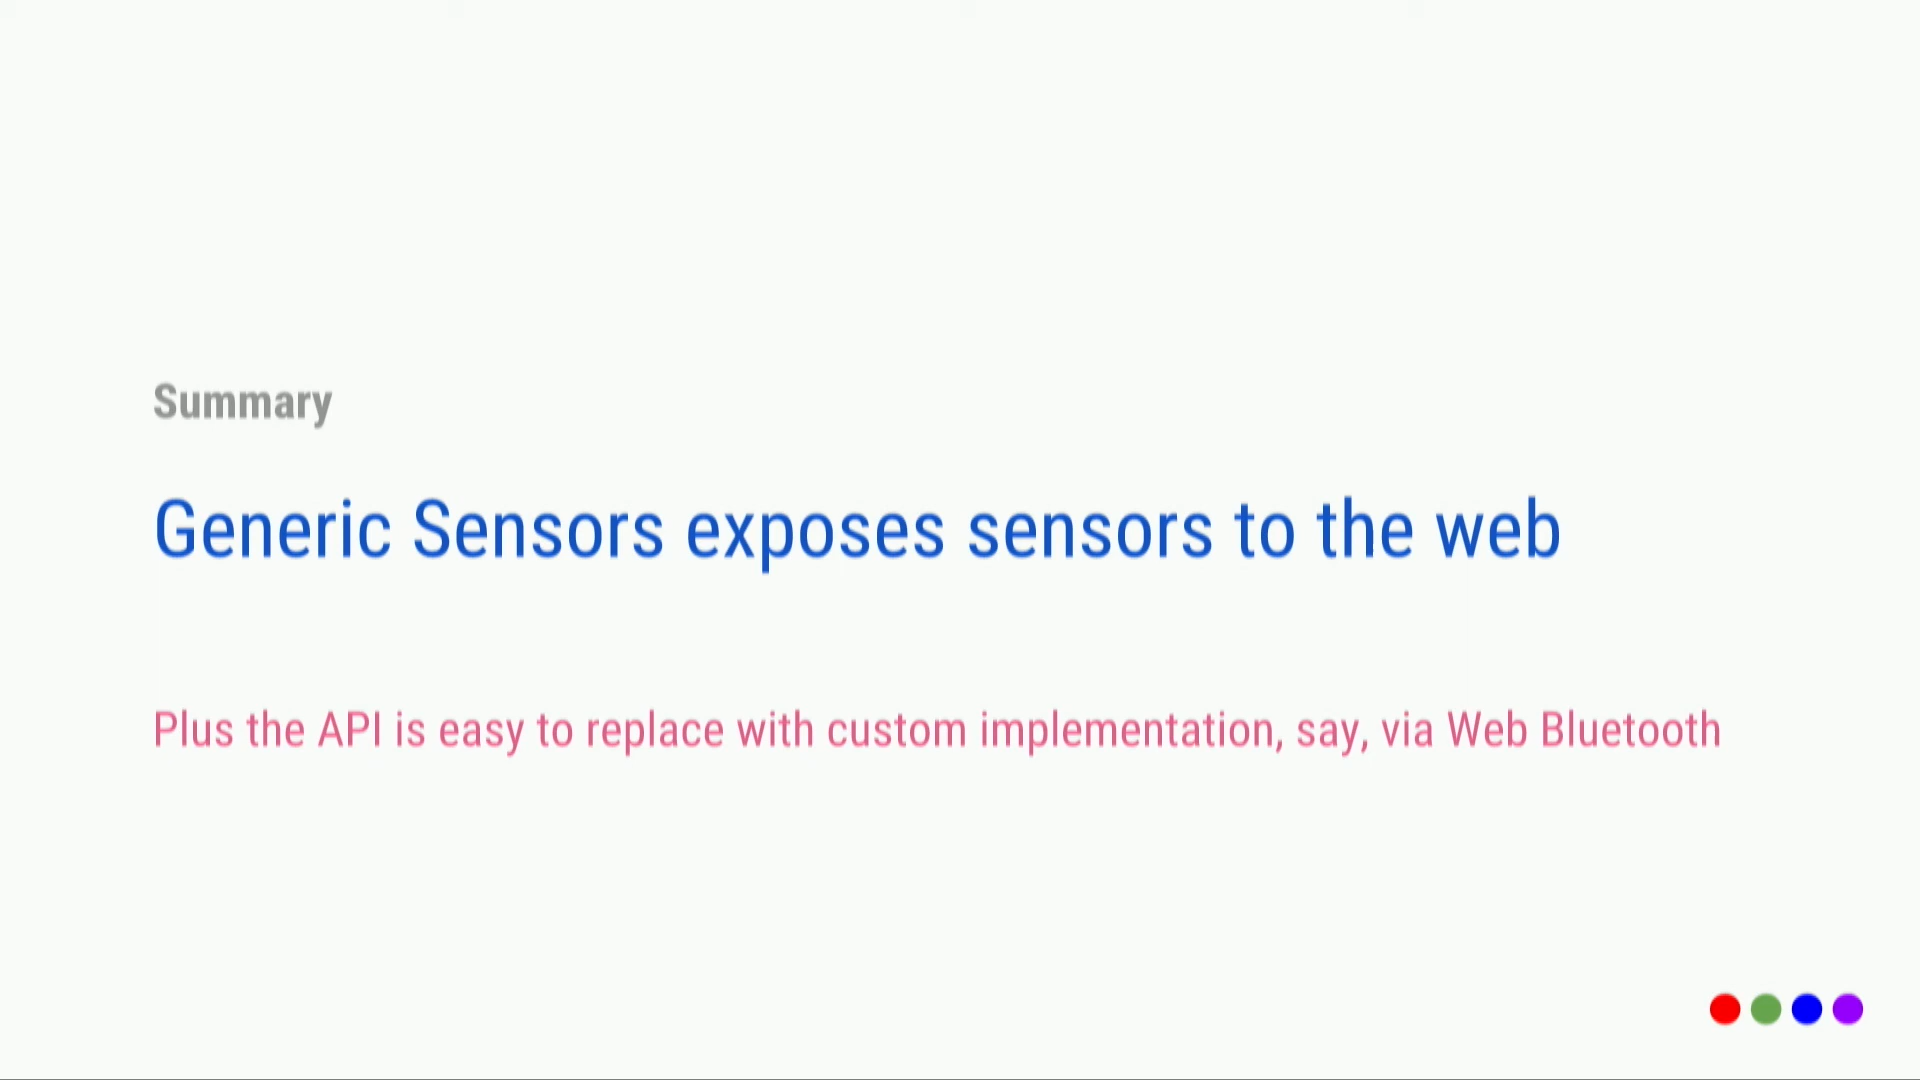 Summary
Generic Sensors exposes sensors to the web
Plus the API is easy to replace with custom implementation, say, via Web Bluetooth